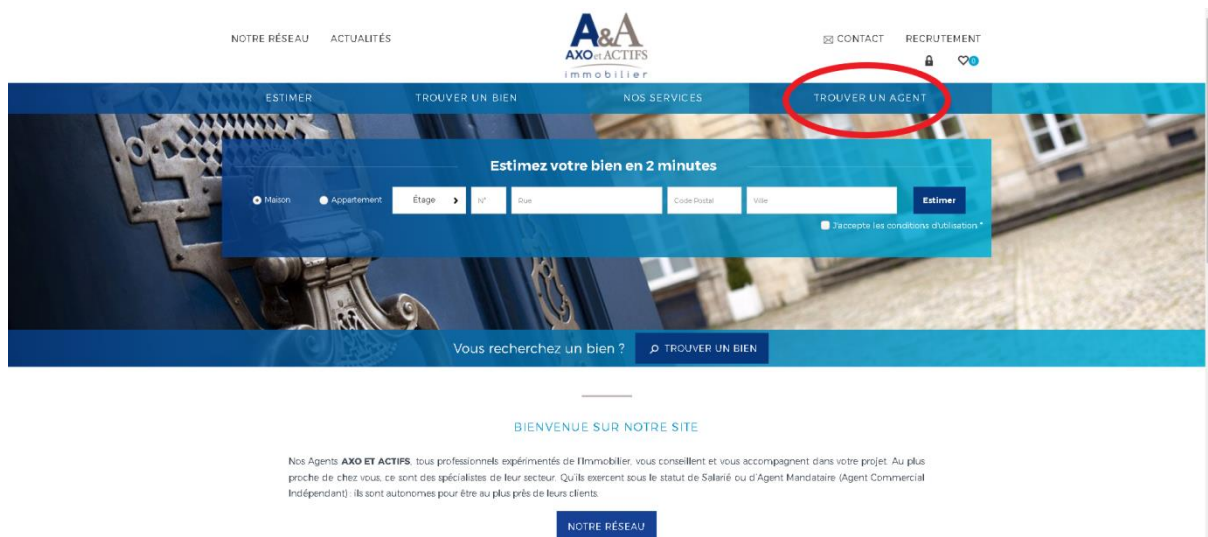 NOTRE RÉSEAU ACTUALITÉS
A&A
AXO et ACTIFS
immobilier
CONTACT RECRUTEMENT
0
ESTIMER TROUVER UN BIEN NOS SERVICES TROUVER UN AGENT
Estimez votre bien en 2 minutes
Maison Appartement Étage N° Rue Code Postal Ville Estimer
J'accepte les conditions d'utilisation *
Vous recherchez un bien ? TROUVER UN BIEN
BIENVENUE SUR NOTRE SITE
Nos Agents AXO ET ACTIFS, tous professionnels expérimentés de l'Immobilier, vous conseillent et vous accompagnent dans votre projet. Au plus
proche de chez vous, ce sont des spécialistes de leur secteur. Qu'ils exercent sous le statut de Salarié ou d'Agent Mandataire (Agent Commercial
Indépendant) : ils sont autonomes pour être au plus près de leurs clients.
NOTRE RÉSEAU